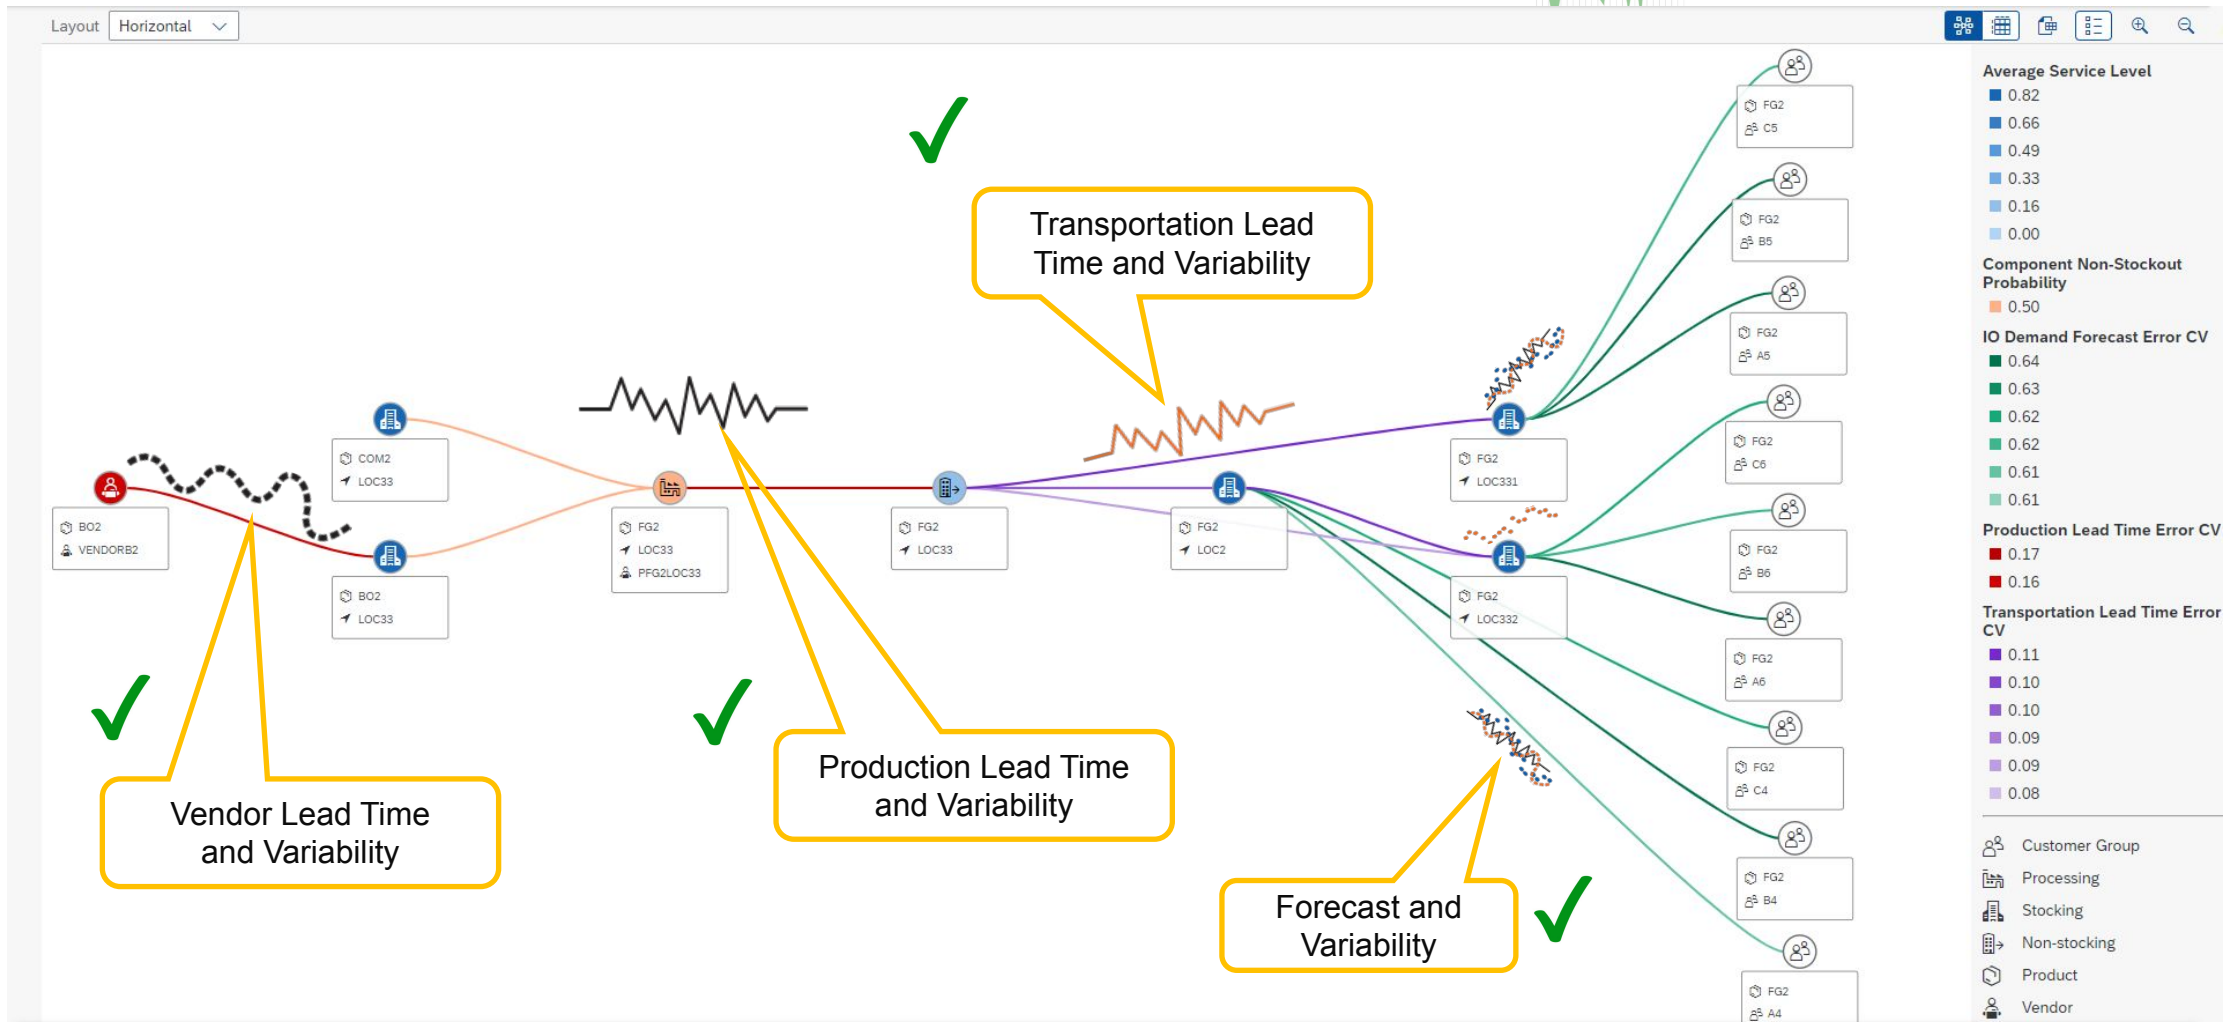 Layout Horizontal
Average Service Level
0.82
0.66
0.49
0.33
0.16
0.00
Component Non-Stockout
Probability
0.50
IO Demand Forecast Error CV
0.64
0.63
0.62
0.62
0.61
0.61
Production Lead Time Error CV
0.17
0.16
Transportation Lead Time Error
CV
0.11
0.10
0.10
0.09
0.09
0.08
Customer Group
Processing
Stocking
Non-stocking
Product
Vendor
Transportation Lead
Time and Variability
Production Lead Time
and Variability
Vendor Lead Time
and Variability
Forecast and
Variability
BO2
VENDORB2
COM2
LOC33
BO2
LOC33
FG2
LOC33
PFG2LOC33
FG2
LOC33
FG2
LOC2
FG2
LOC331
FG2
LOC332
FG2
C5
FG2
B5
FG2
A5
FG2
C6
FG2
B6
FG2
A6
FG2
C4
FG2
B4
FG2
A4